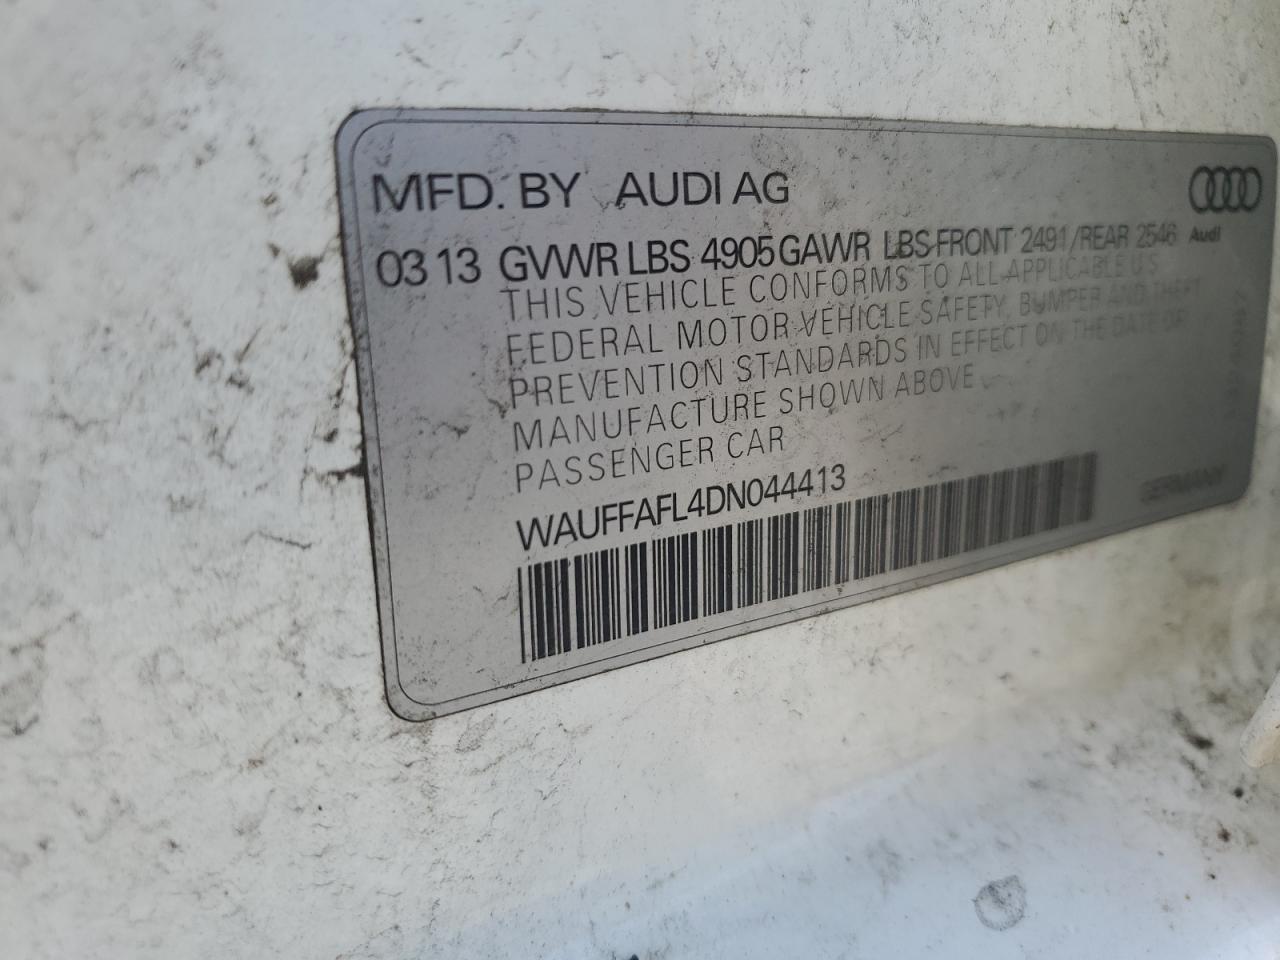 MFD. BY AUDI AG
03 13 GVWR LBS 4905 GAWR LBS FRONT 2491/REAR 2546 Audi
THIS VEHICLE CONFORMS TO ALL APPLICABLE U.S.
FEDERAL MOTOR VEHICLE SAFETY, BUMPER AND THEFT
PREVENTION STANDARDS IN EFFECT ON THE DATE OF
MANUFACTURE SHOWN ABOVE
PASSENGER CAR
WAUFFAFL4DN044413
GERMANY